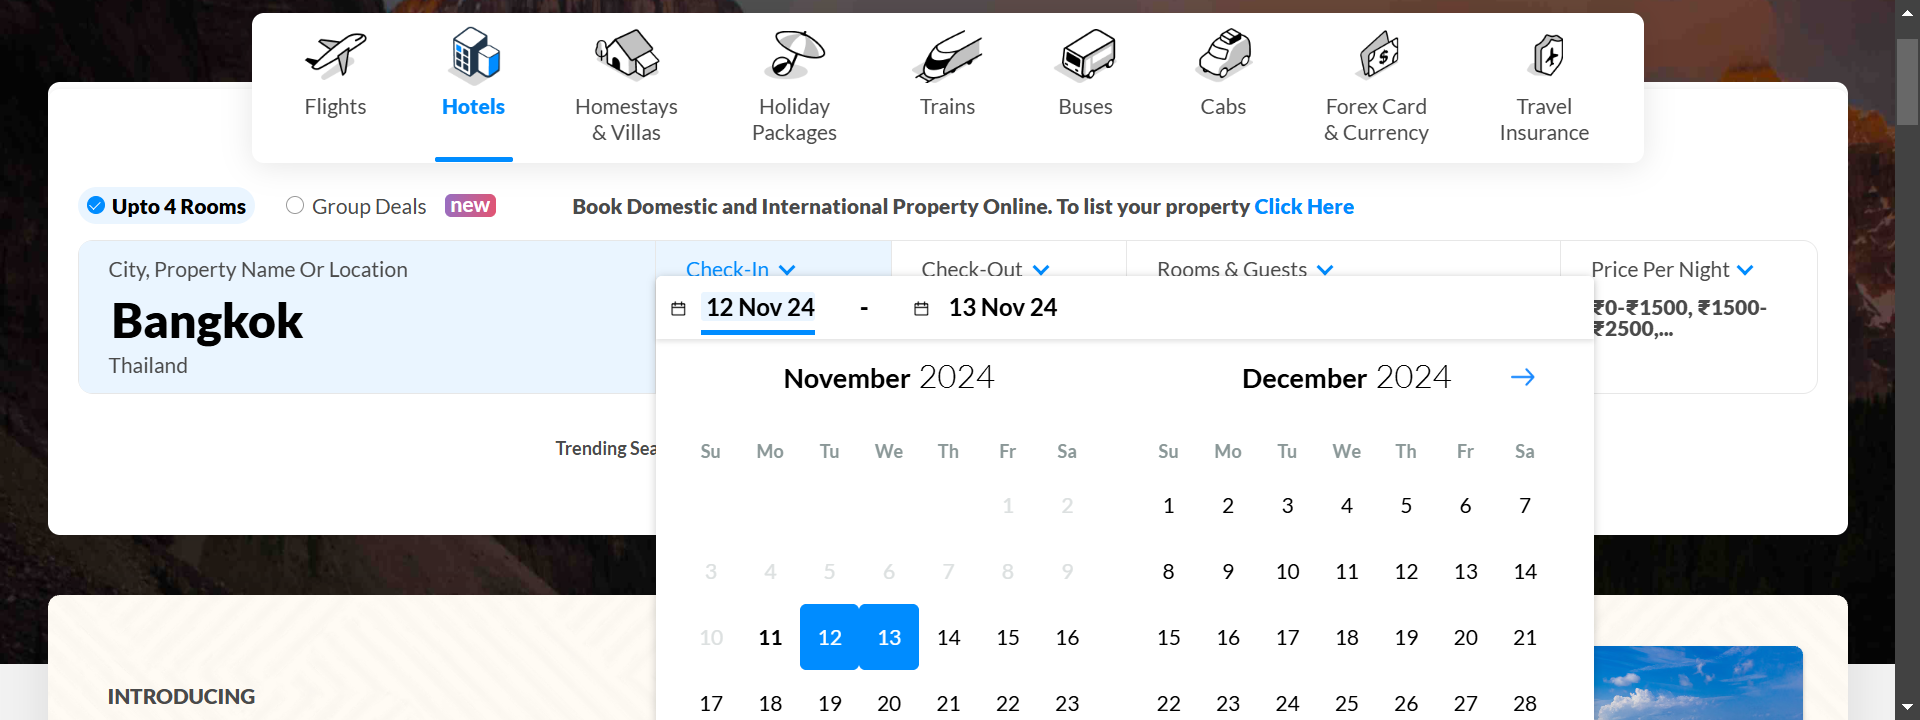 Flights
Hotels
Homestays
& Villas
Holiday
Packages
Trains
Buses
Cabs
Forex Card
& Currency
Travel
Insurance
Upto 4 Rooms
Group Deals
new
Book Domestic and International Property Online. To list your property Click Here
City, Property Name Or Location
Bangkok
Thailand
Check-In
Check-Out
Rooms & Guests
Price Per Night
₹0-₹1500, ₹1500-
₹2500,...
12 Nov 24 - 13 Nov 24
November 2024
Su Mo Tu We Th Fr Sa
1 2
3 4 5 6 7 8 9
10 11 12 13 14 15 16
17 18 19 20 21 22 23
December 2024
Su Mo Tu We Th Fr Sa
1 2 3 4 5 6 7
8 9 10 11 12 13 14
15 16 17 18 19 20 21
22 23 24 25 26 27 28
Trending Sea
INTRODUCING